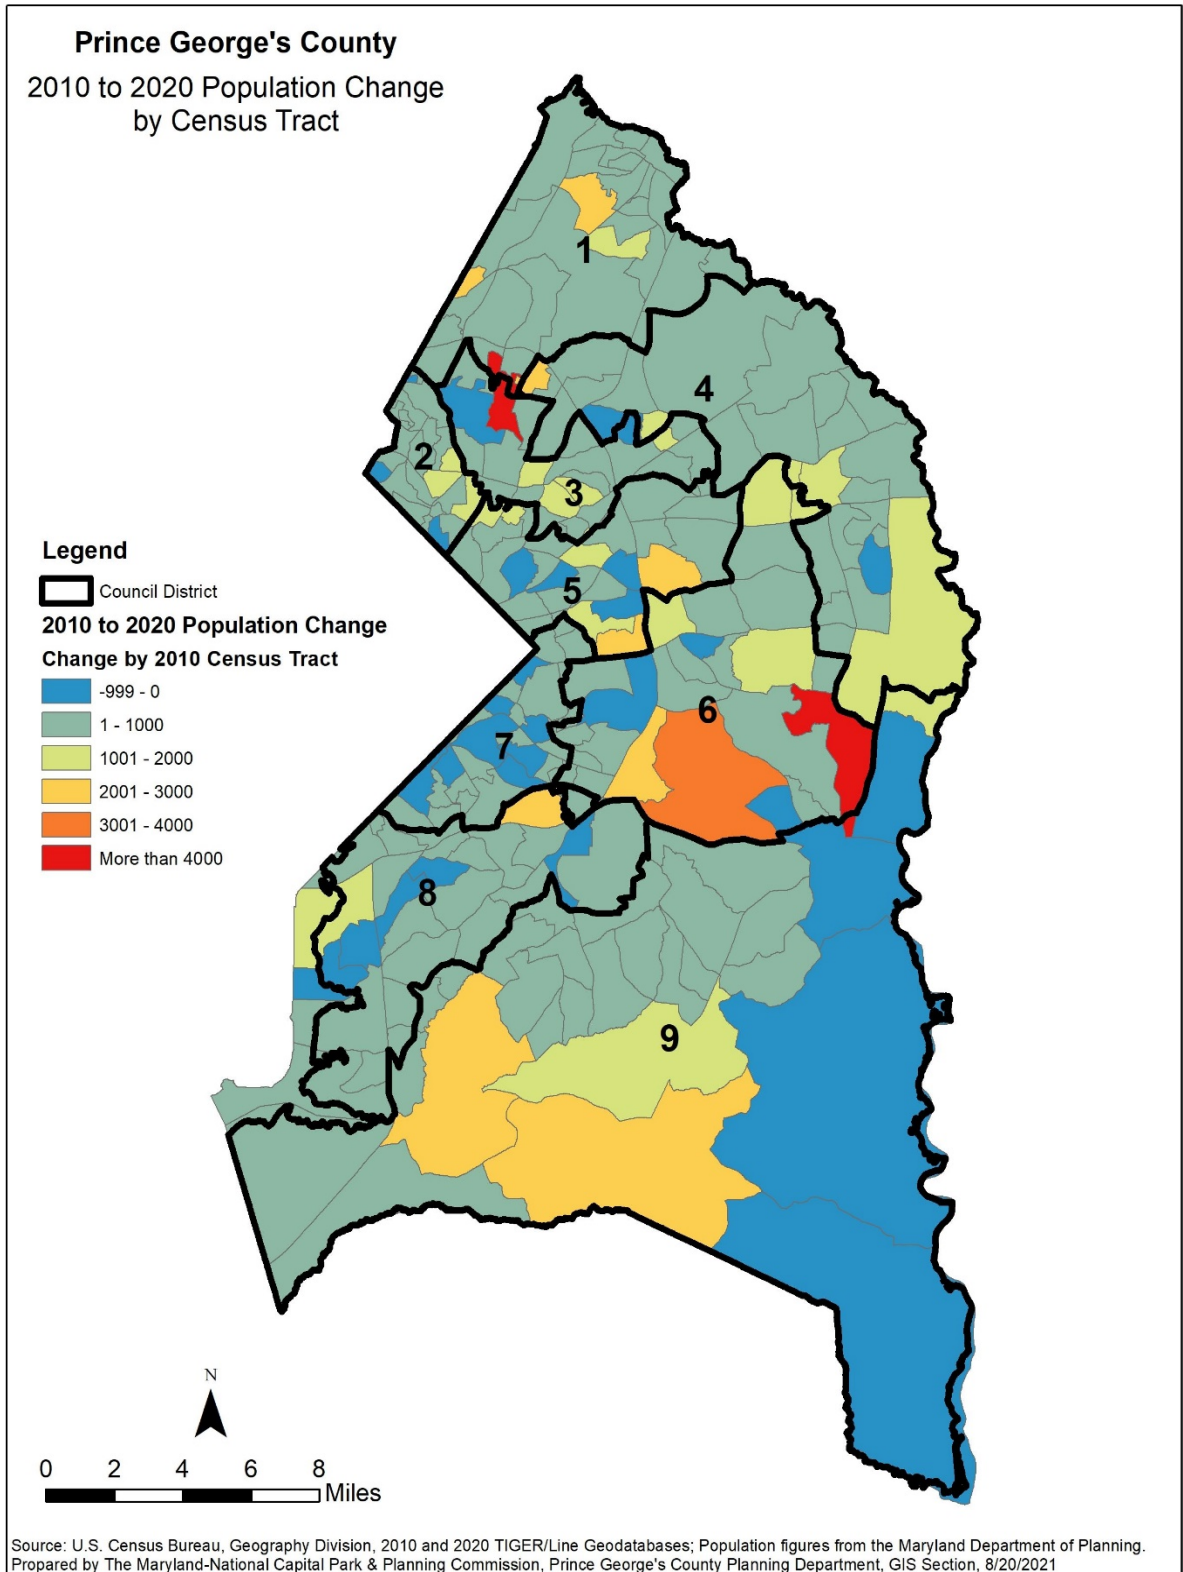 Prince George's County
2010 to 2020 Population Change
by Census Tract
1
4
2
3
5
6
7
8
9
Legend
Council District
2010 to 2020 Population Change
Change by 2010 Census Tract
-999 - 0
1 - 1000
1001 - 2000
2001 - 3000
3001 - 4000
More than 4000
N
0 2 4 6 8
Miles
Source: U.S. Census Bureau, Geography Division, 2010 and 2020 TIGER/Line Geodatabases; Population figures from the Maryland Department of Planning.
Prepared by The Maryland-National Capital Park & Planning Commission, Prince George's County Planning Department, GIS Section, 8/20/2021